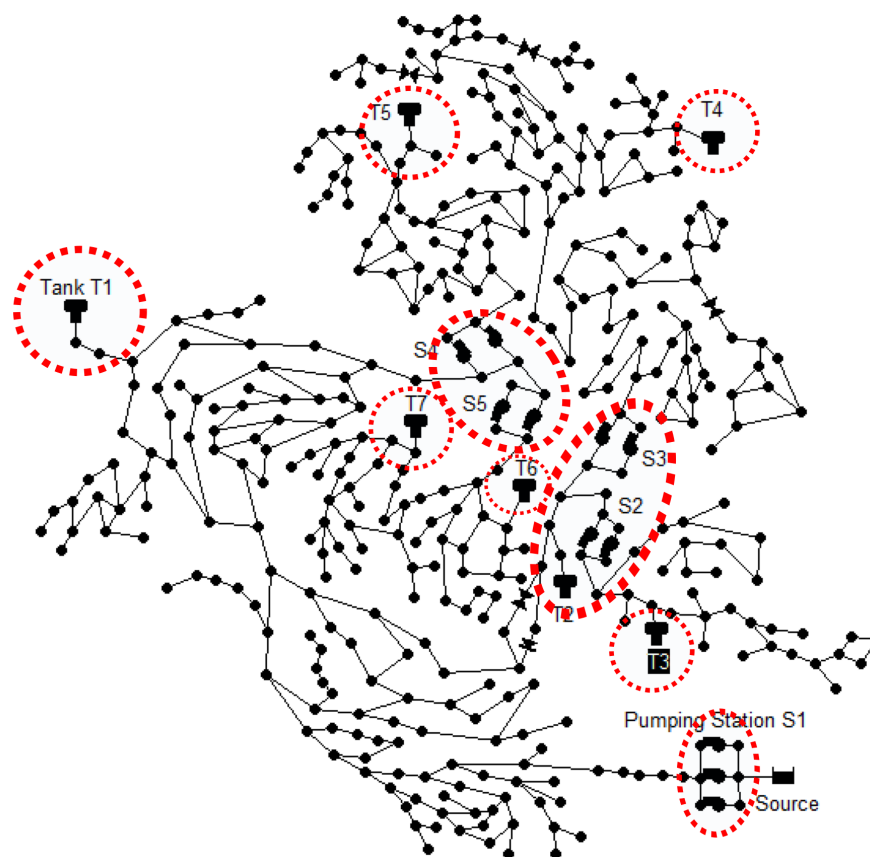 T5
T4
Tank T1
S4
T7
S5
S3
T6
S2
T2
T3
Pumping Station S1
Source